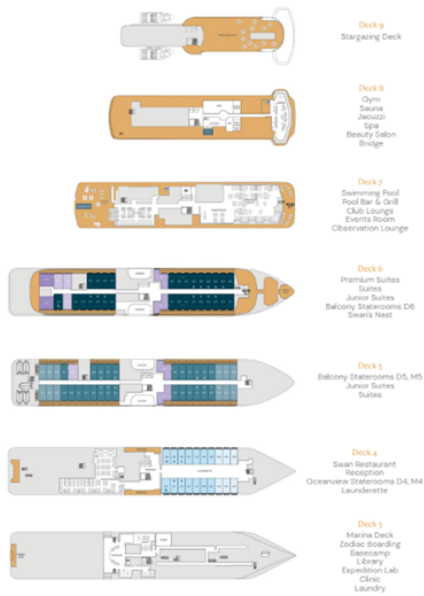 Deck 9
Stargazing Deck
Deck 8
Gym
Sauna
Jacuzzi
Spa
Beauty Salon
Bridge
Deck 7
Swimming Pool
Pool Bar & Grill
Club Lounge
Events Room
Observation Lounge
Deck 6
Premium Suites
Suites
Junior Suites
Balcony Staterooms D6
Swan's Nest
Deck 5
Balcony Staterooms D5, M5
Junior Suites
Suites
Deck 4
Swan Restaurant
Reception
Oceanview Staterooms D4, M4
Launderette
Deck 3
Marina Deck
Zodiac Boarding
Basecamp
Library
Expedition Lab
Clinic
Laundry